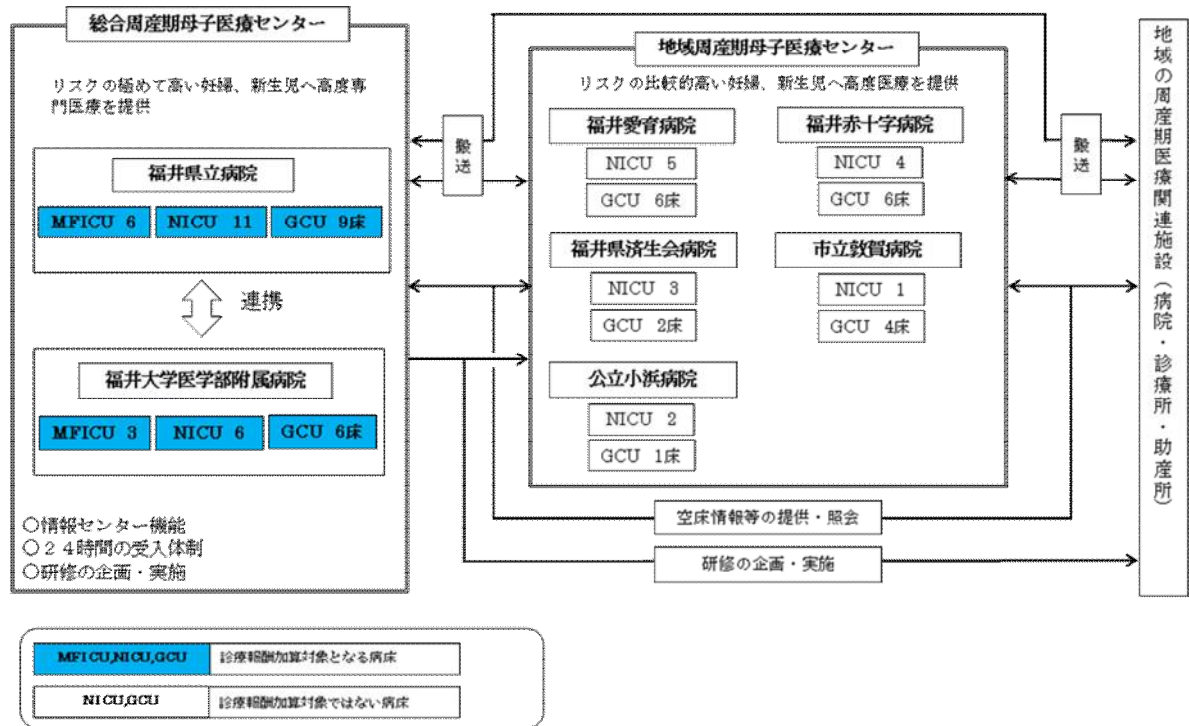 総合周産期母子医療センター
リスクの極めて高い妊婦、新生児へ高度専
門医療を提供
福井県立病院
MFICU 6
NICU 11
GCU 9床
連携
福井大学医学部附属病院
MFICU 3
NICU 6
GCU 6床
○情報センター機能
○24時間の受入体制
○研修の企画・実施
搬送
地域周産期母子医療センター
リスクの比較的高い妊婦、新生児へ高度医療を提供
福井愛育病院
NICU 5
GCU 6床
福井赤十字病院
NICU 4
GCU 6床
福井県済生会病院
NICU 3
GCU 2床
市立敦賀病院
NICU 1
GCU 4床
公立小浜病院
NICU 2
GCU 1床
搬送
空床情報等の提供・照会
研修の企画・実施
地域の周産期医療関連施設（病院・診療所・助産所）
MFICU,NICU,GCU
診療報酬加算対象となる病床
NICU,GCU
診療報酬加算対象ではない病床